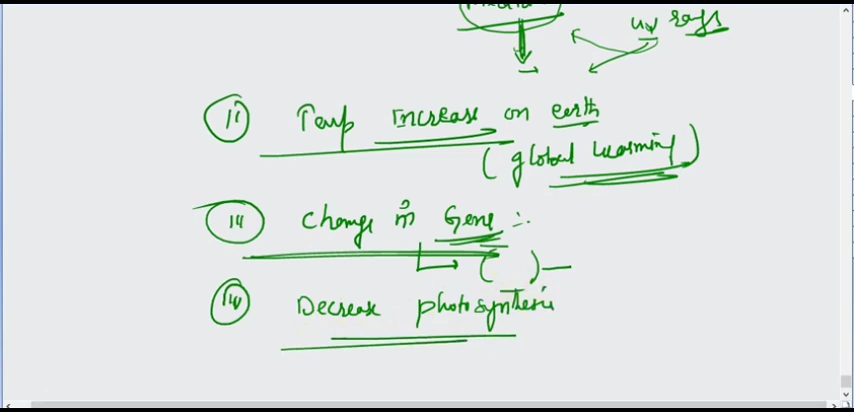 uv rays
(ii) Temp Increase on earth
(global warming)
(iii) change in Gene :-
( ) —
(iv) Decrease photosynthesis